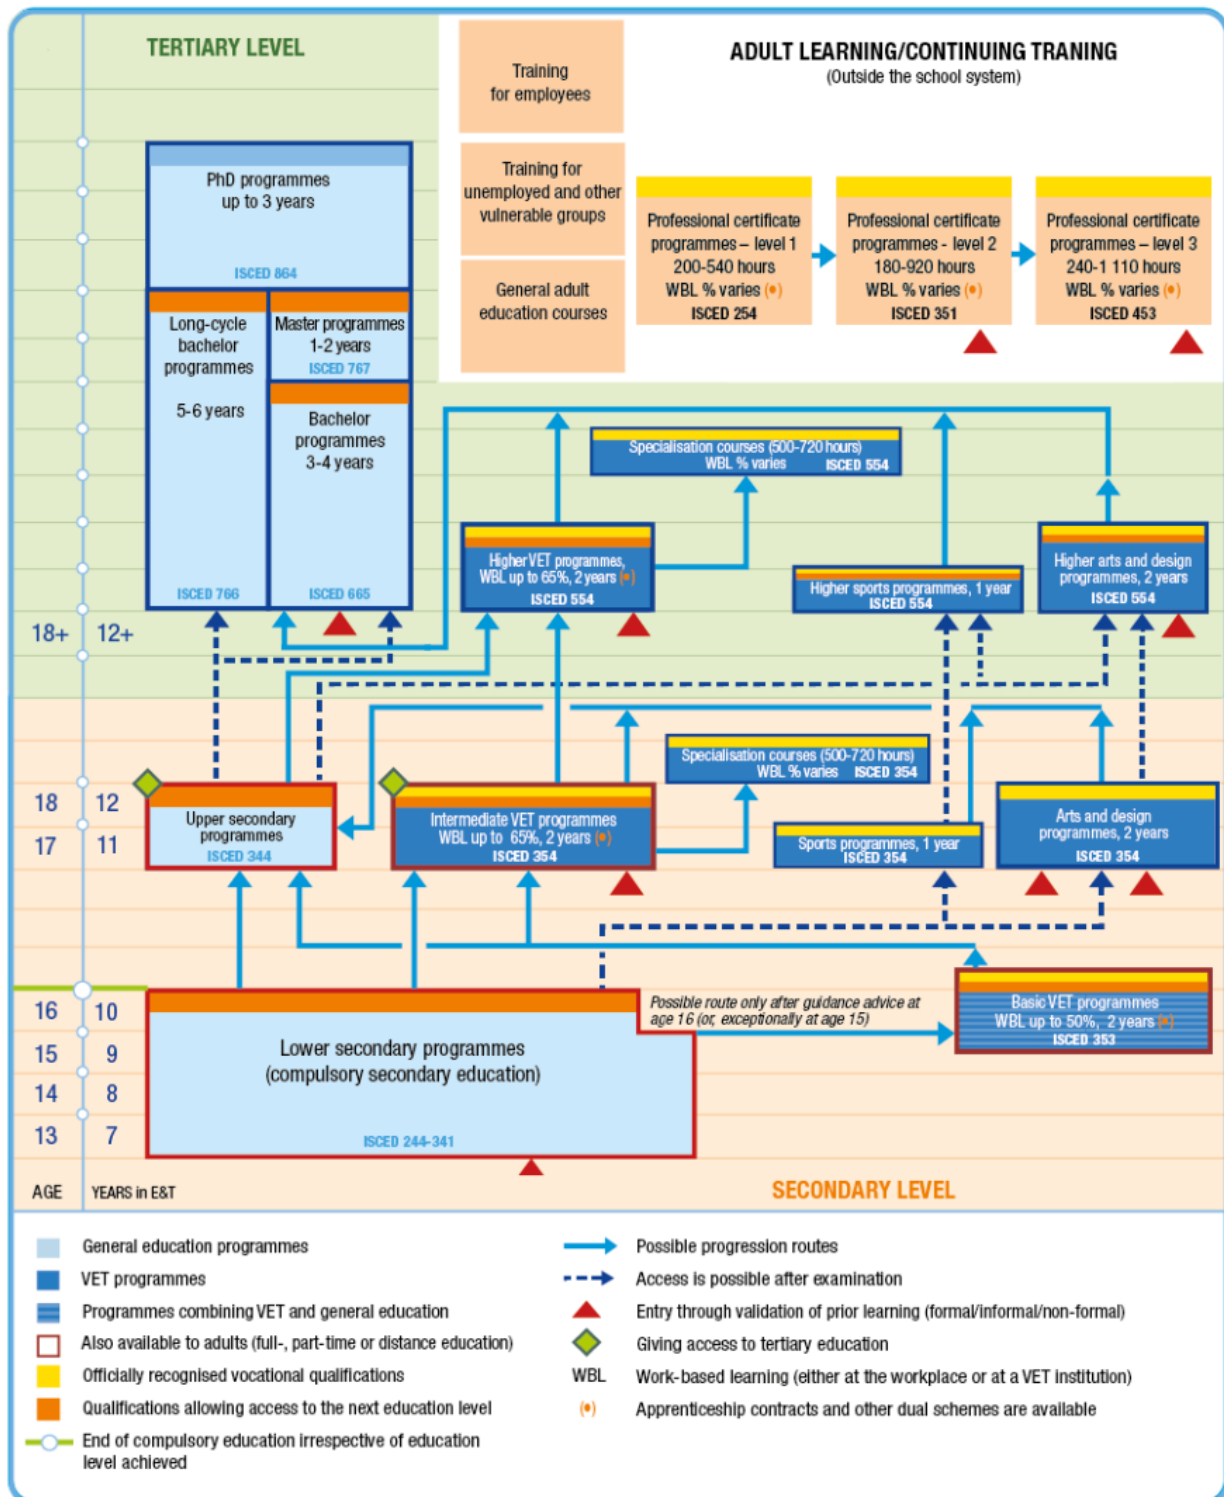 TERTIARY LEVEL
ADULT LEARNING/CONTINUING TRANING
(Outside the school system)
Training
for employees
Training for
unemployed and other
vulnerable groups
General adult
education courses
Professional certificate
programmes – level 1
200-540 hours
WBL % varies (•)
ISCED 254
Professional certificate
programmes - level 2
180-920 hours
WBL % varies (•)
ISCED 351
Professional certificate
programmes – level 3
240-1 110 hours
WBL % varies (•)
ISCED 453
PhD programmes
up to 3 years
ISCED 864
Long-cycle
bachelor
programmes
5-6 years
ISCED 766
Master programmes
1-2 years
ISCED 767
Bachelor
programmes
3-4 years
ISCED 665
Specialisation courses (500-720 hours)
WBL % varies ISCED 554
Higher VET programmes,
WBL up to 65%, 2 years (•)
ISCED 554
Higher sports programmes, 1 year
ISCED 554
Higher arts and design
programmes, 2 years
ISCED 554
18+ 12+
Specialisation courses (500-720 hours)
WBL % varies ISCED 354
18 12
17 11
Upper secondary
programmes
ISCED 344
Intermediate VET programmes
WBL up to 65%, 2 years (•)
ISCED 354
Sports programmes, 1 year
ISCED 354
Arts and design
programmes, 2 years
ISCED 354
16 10
15 9
14 8
13 7
Lower secondary programmes
(compulsory secondary education)
ISCED 244-341
Possible route only after guidance advice at
age 16 (or, exceptionally at age 15)
Basic VET programmes
WBL up to 50%, 2 years (•)
ISCED 353
AGE YEARS in E&T
SECONDARY LEVEL
General education programmes
VET programmes
Programmes combining VET and general education
Also available to adults (full-, part-time or distance education)
Officially recognised vocational qualifications
Qualifications allowing access to the next education level
End of compulsory education irrespective of education
level achieved
Possible progression routes
Access is possible after examination
Entry through validation of prior learning (formal/informal/non-formal)
Giving access to tertiary education
WBL Work-based learning (either at the workplace or at a VET institution)
(•) Apprenticeship contracts and other dual schemes are available